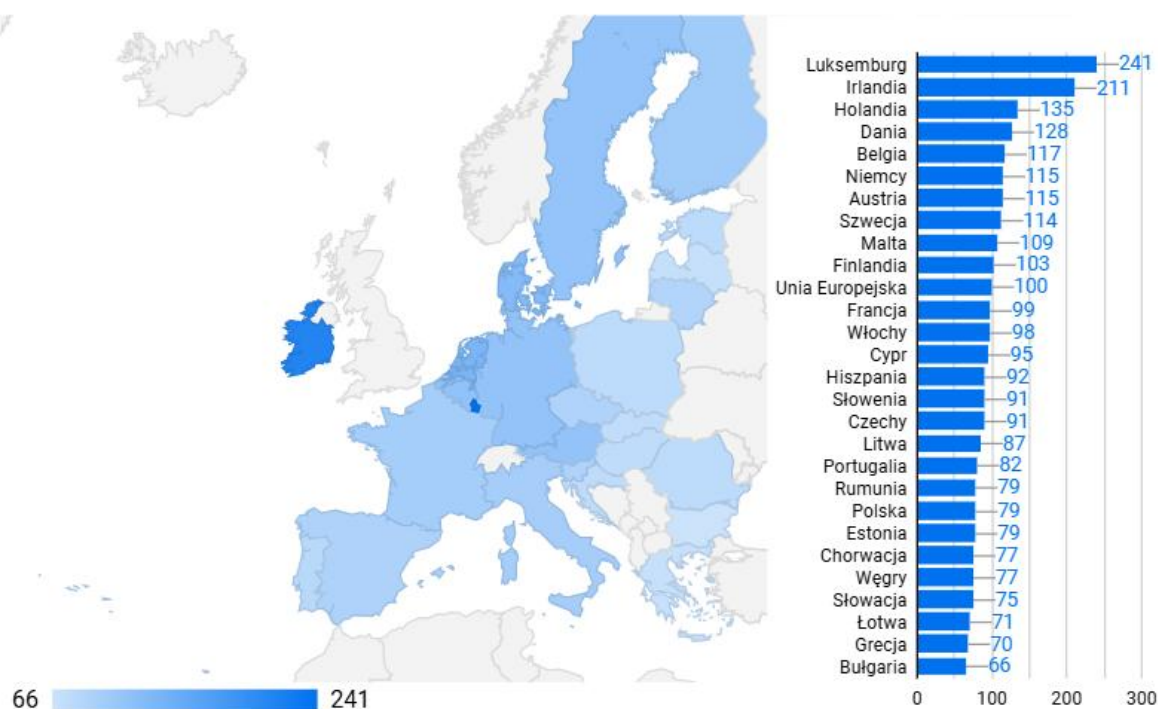 Luksemburg 241
Irlandia 211
Holandia 135
Dania 128
Belgia 117
Niemcy 115
Austria 115
Szwecja 114
Malta 109
Finlandia 103
Unia Europejska 100
Francja 99
Włochy 98
Cypr 95
Hiszpania 92
Słowenia 91
Czechy 91
Litwa 87
Portugalia 82
Rumunia 79
Polska 79
Estonia 79
Chorwacja 77
Węgry 77
Słowacja 75
Łotwa 71
Grecja 70
Bułgaria 66
0 100 200 300
66 241